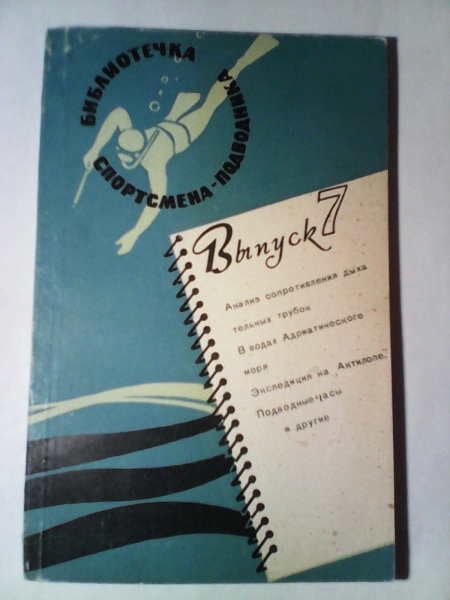 БИБЛИОТЕЧКА
СПОРТСМЕНА-ПОДВОДНИКА
Выпуск 7
Анализ сопротивления дыха
тельных трубок
В водах Адриатического
моря
Экспедиция на Антилопе."
Подводные часы
и другие